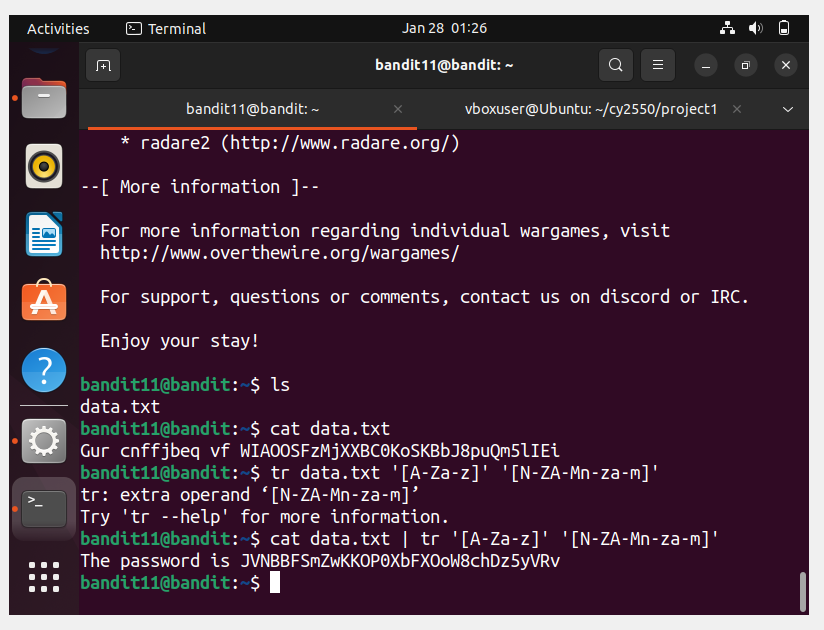 Activities
Terminal
Jan 28 01:26
bandit11@bandit: ~
bandit11@bandit: ~
vboxuser@Ubuntu: ~/cy2550/project1
* radare2 (http://www.radare.org/)
--[ More information ]--
For more information regarding individual wargames, visit
http://www.overthewire.org/wargames/
For support, questions or comments, contact us on discord or IRC.
Enjoy your stay!
bandit11@bandit:~$ ls
data.txt
bandit11@bandit:~$ cat data.txt
Gur cnffjbeq vf WIAOOSFzMjXXBC0KoSKBbJ8puQm5lIEi
bandit11@bandit:~$ tr data.txt '[A-Za-z]' '[N-ZA-Mn-za-m]'
tr: extra operand ‘[N-ZA-Mn-za-m]’
Try 'tr --help' for more information.
bandit11@bandit:~$ cat data.txt | tr '[A-Za-z]' '[N-ZA-Mn-za-m]'
The password is JVNBBFSmZwKKOP0XbFXOoW8chDz5yVRv
bandit11@bandit:~$